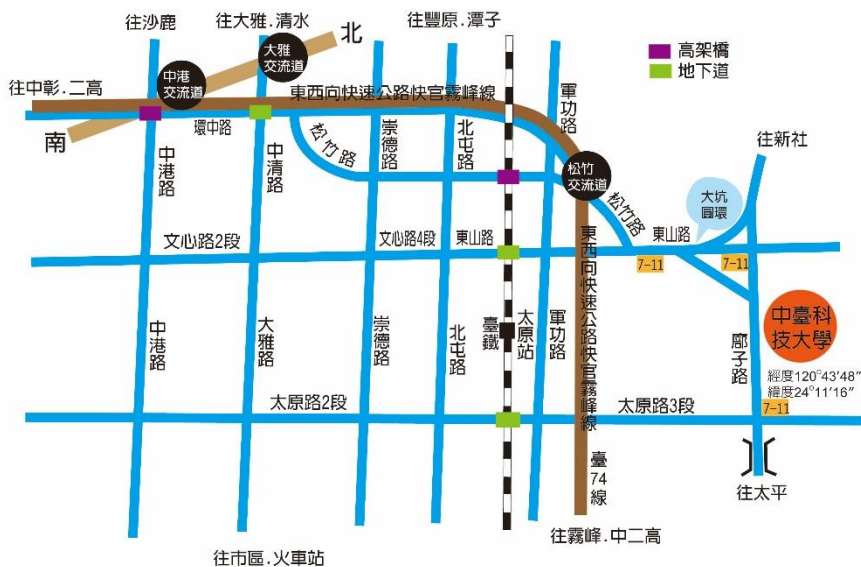 往沙鹿
往大雅.清水
北
往豐原.潭子
高架橋
地下道
大雅
交流道
中港
交流道
往中彰.二高
東西向快速公路快官霧峰線
軍功路
南
環中路
松竹路
崇德路
北屯路
往新社
中港路
中清路
松竹
交流道
松竹路
大坑
圓環
文心路2段
文心路4段
東山路
東山路
7-11
7-11
東西向快速公路快官霧峰線
中港路
大雅路
崇德路
北屯路
臺鐵
太原站
軍功路
廍子路
中臺科
技大學
經度120°43'48"
緯度24°11'16"
7-11
太原路2段
太原路3段
臺74線
往太平
往霧峰.中二高
往市區.火車站